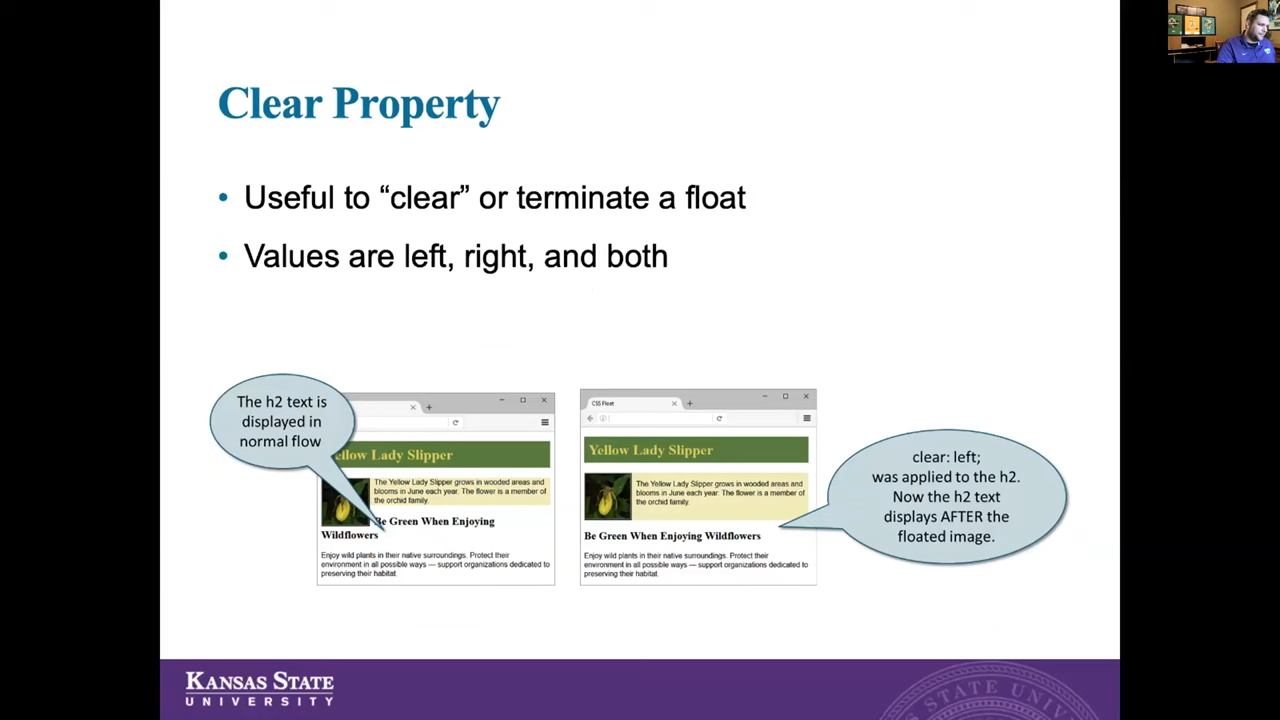 Clear Property
• Useful to “clear” or terminate a float
• Values are left, right, and both
The h2 text is
displayed in
normal flow
ellow Lady Slipper
The Yellow Lady Slipper grows in wooded areas and
blooms in June each year. The flower is a member of
the orchid family.
Be Green When Enjoying
Wildflowers
Enjoy wild plants in their native surroundings. Protect their
environment in all possible ways — support organizations dedicated to
preserving their habitat.
CSS Float
Yellow Lady Slipper
The Yellow Lady Slipper grows in wooded areas and
blooms in June each year. The flower is a member of the
orchid family.
Be Green When Enjoying Wildflowers
Enjoy wild plants in their native surroundings. Protect their
environment in all possible ways — support organizations dedicated to
preserving their habitat.
clear: left;
was applied to the h2.
Now the h2 text
displays AFTER the
floated image.
KANSAS STATE
UNIVERSITY
STATE UNI